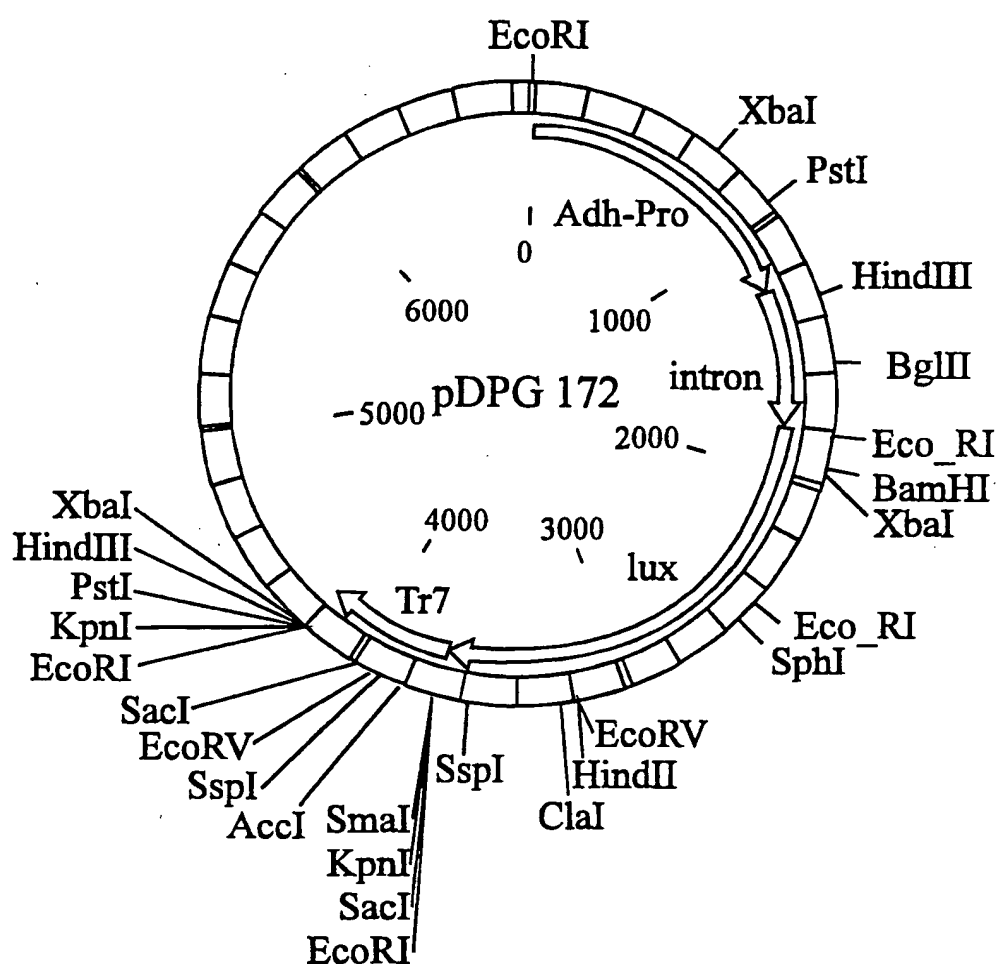 EcoRI
XbaI
PstI
Adh-Pro
0
HindIII
6000
1000
BglII
intron
pDPG 172
5000
2000
Eco_RI
BamHI
XbaI
XbaI
HindIII
PstI
KpnI
EcoRI
4000
3000
lux
Tr7
Eco_RI
SphI
SacI
EcoRV
SspI
AccI
EcoRV
HindII
SspI
ClaI
SmaI
KpnI
SacI
EcoRI